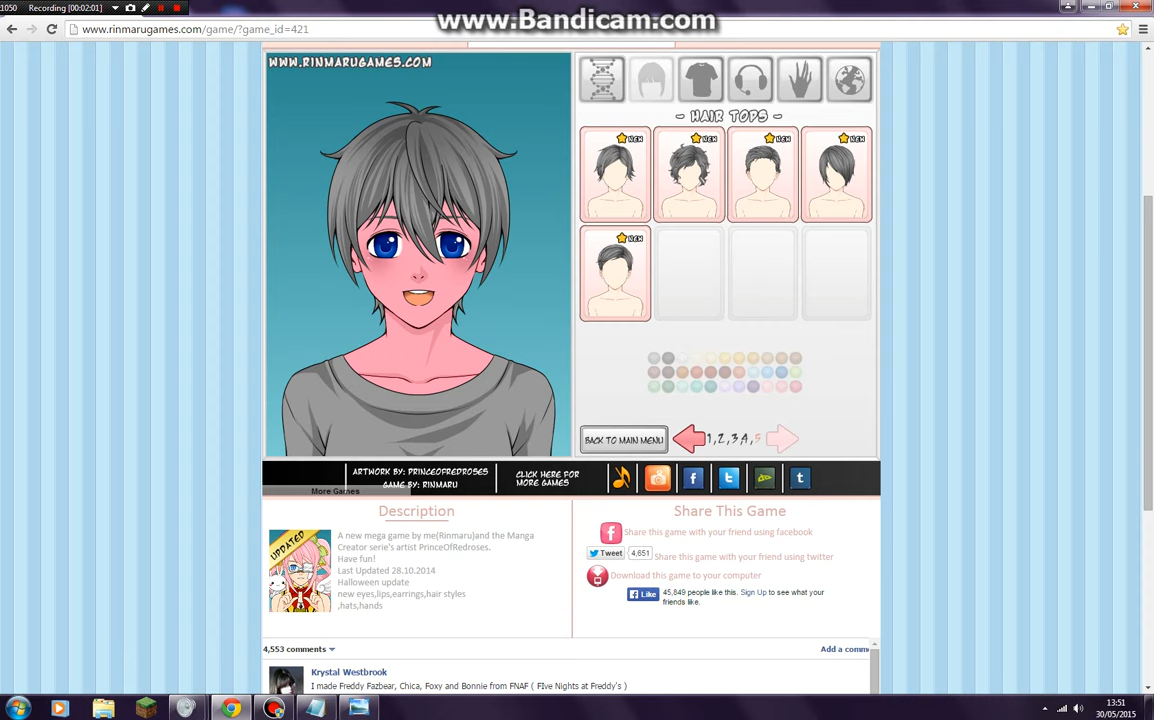 1050 Recording [00:02:01]
www.Bandicam.com
www.rinmarugames.com/game/?game_id=421
WWW.RINMARUGAMES.COM
- HAIR TOPS -
NEW NEW NEW NEW
NEW
BACK TO MAIN MENU 1,2,3,4,5
ARTWORK BY: PRINCEOFREDROSES
GAME BY: RINMARU
CLICK HERE FOR
MORE GAMES
More Games
Description
UPDATED
A new mega game by me(Rinmaru)and the Manga
Creator serie's artist PrinceOfRedroses.
Have fun!
Last Updated 28.10.2014
Halloween update
new eyes,lips,earrings,hair styles
,hats,hands
Share This Game
Share this game with your friend using facebook
Tweet 4,651 Share this game with your friend using twitter
Download this game to your computer
Like 45,849 people like this. Sign Up to see what your
friends like.
4,553 comments Add a comm
Krystal Westbrook
I made Freddy Fazbear, Chica, Foxy and Bonnie from FNAF ( FIve Nights at Freddy's )
13:51
30/05/2015